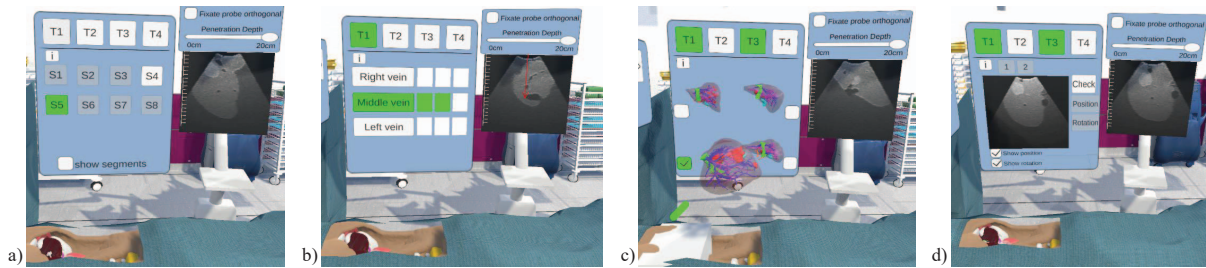 Fixate probe orthogonal
Penetration Depth
0cm 20cm
T1 T2 T3 T4
i
S1 S2 S3 S4
S5 S6 S7 S8
show segments
a)
Fixate probe orthogonal
Penetration Depth
0cm 20cm
T1 T2 T3 T4
i
Right vein
Middle vein
Left vein
b)
Fixate probe orthogonal
Penetration Depth
0cm 20cm
T1 T2 T3 T4
i
c)
Fixate probe orthogonal
Penetration Depth
0cm 20cm
T1 T2 T3 T4
i 1 2
Check
Position
Rotation
Show position
Show rotation
d)